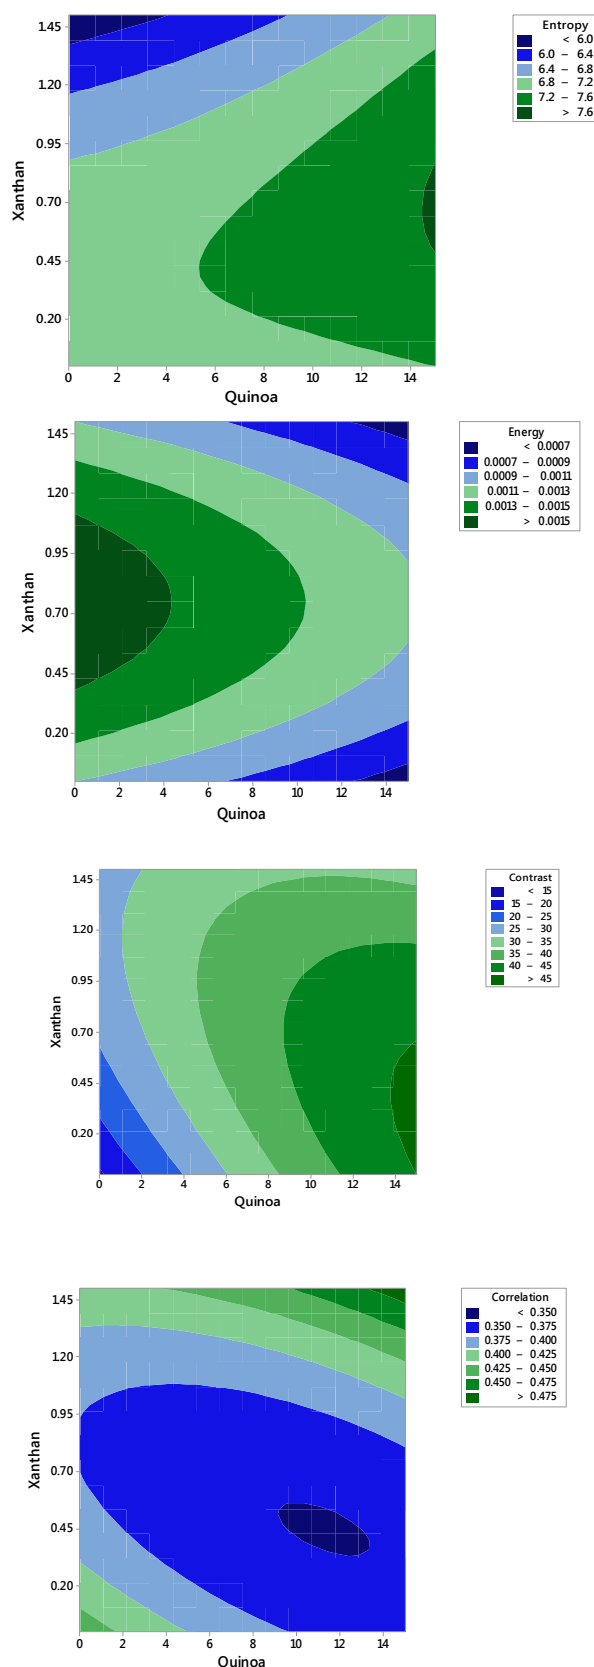 Entropy
< 6.0
6.0 – 6.4
6.4 – 6.8
6.8 – 7.2
7.2 – 7.6
> 7.6
1.45
1.20
0.95
0.70
0.45
0.20
Xanthan
0 2 4 6 8 10 12 14
Quinoa
Energy
< 0.0007
0.0007 – 0.0009
0.0009 – 0.0011
0.0011 – 0.0013
0.0013 – 0.0015
> 0.0015
1.45
1.20
0.95
0.70
0.45
0.20
Xanthan
0 2 4 6 8 10 12 14
Quinoa
Contrast
< 15
15 – 20
20 – 25
25 – 30
30 – 35
35 – 40
40 – 45
> 45
1.45
1.20
0.95
0.70
0.45
0.20
Xanthan
0 2 4 6 8 10 12 14
Quinoa
Correlation
< 0.350
0.350 – 0.375
0.375 – 0.400
0.400 – 0.425
0.425 – 0.450
0.450 – 0.475
> 0.475
1.45
1.20
0.95
0.70
0.45
0.20
Xanthan
0 2 4 6 8 10 12 14
Quinoa